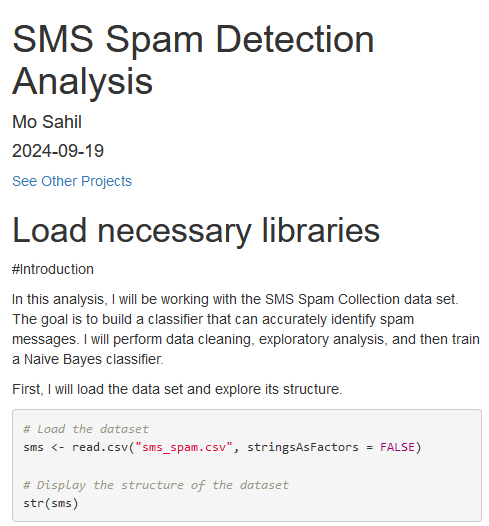 SMS Spam Detection
Analysis
Mo Sahil
2024-09-19
See Other Projects
Load necessary libraries
#Introduction
In this analysis, I will be working with the SMS Spam Collection data set.
The goal is to build a classifier that can accurately identify spam
messages. I will perform data cleaning, exploratory analysis, and then train
a Naive Bayes classifier.
First, I will load the data set and explore its structure.
# Load the dataset
sms <- read.csv("sms_spam.csv", stringsAsFactors = FALSE)
# Display the structure of the dataset
str(sms)